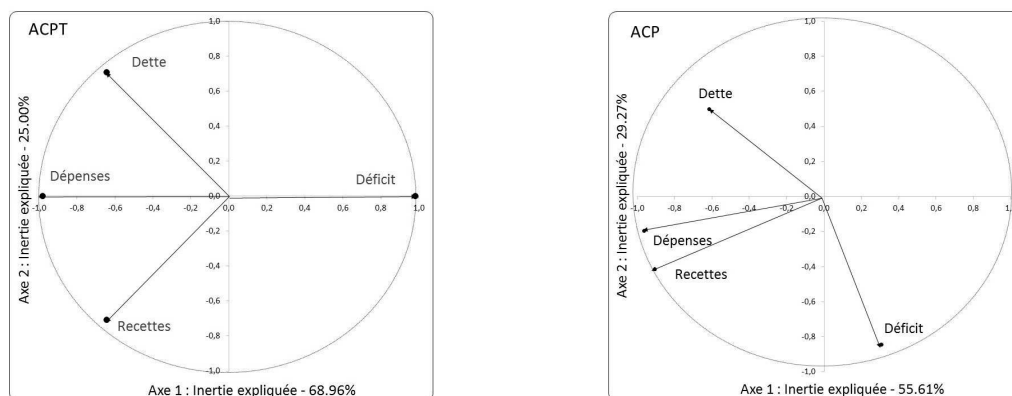 ACPT
1,0
0,8
Dette
0,6
0,4
0,2
Dépenses
Déficit
0,0
-1,0 -0,8 -0,6 -0,4 -0,2 0,0 0,2 0,4 0,6 0,8 1,0
-0,2
-0,4
-0,6
Recettes
-0,8
-1,0
Axe 2 : Inertie expliquée - 25.00%
Axe 1 : Inertie expliquée - 68.96%
ACP
1,0
0,8
Dette
0,6
0,4
0,2
0,0
-1,0 -0,8 -0,6 -0,4 -0,2 0,0 0,2 0,4 0,6 0,8 1,0
Dépenses
-0,2
Recettes
-0,4
-0,6
Déficit
-0,8
-1,0
Axe 2 : Inertie expliquée - 29.27%
Axe 1 : Inertie expliquée - 55.61%